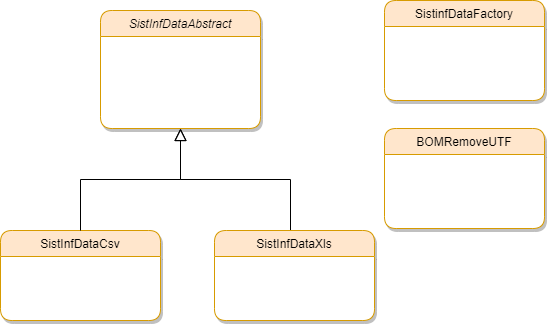 SistInfDataAbstract
SistinfDataFactory
BOMRemoveUTF
SistInfDataCsv
SistInfDataXls